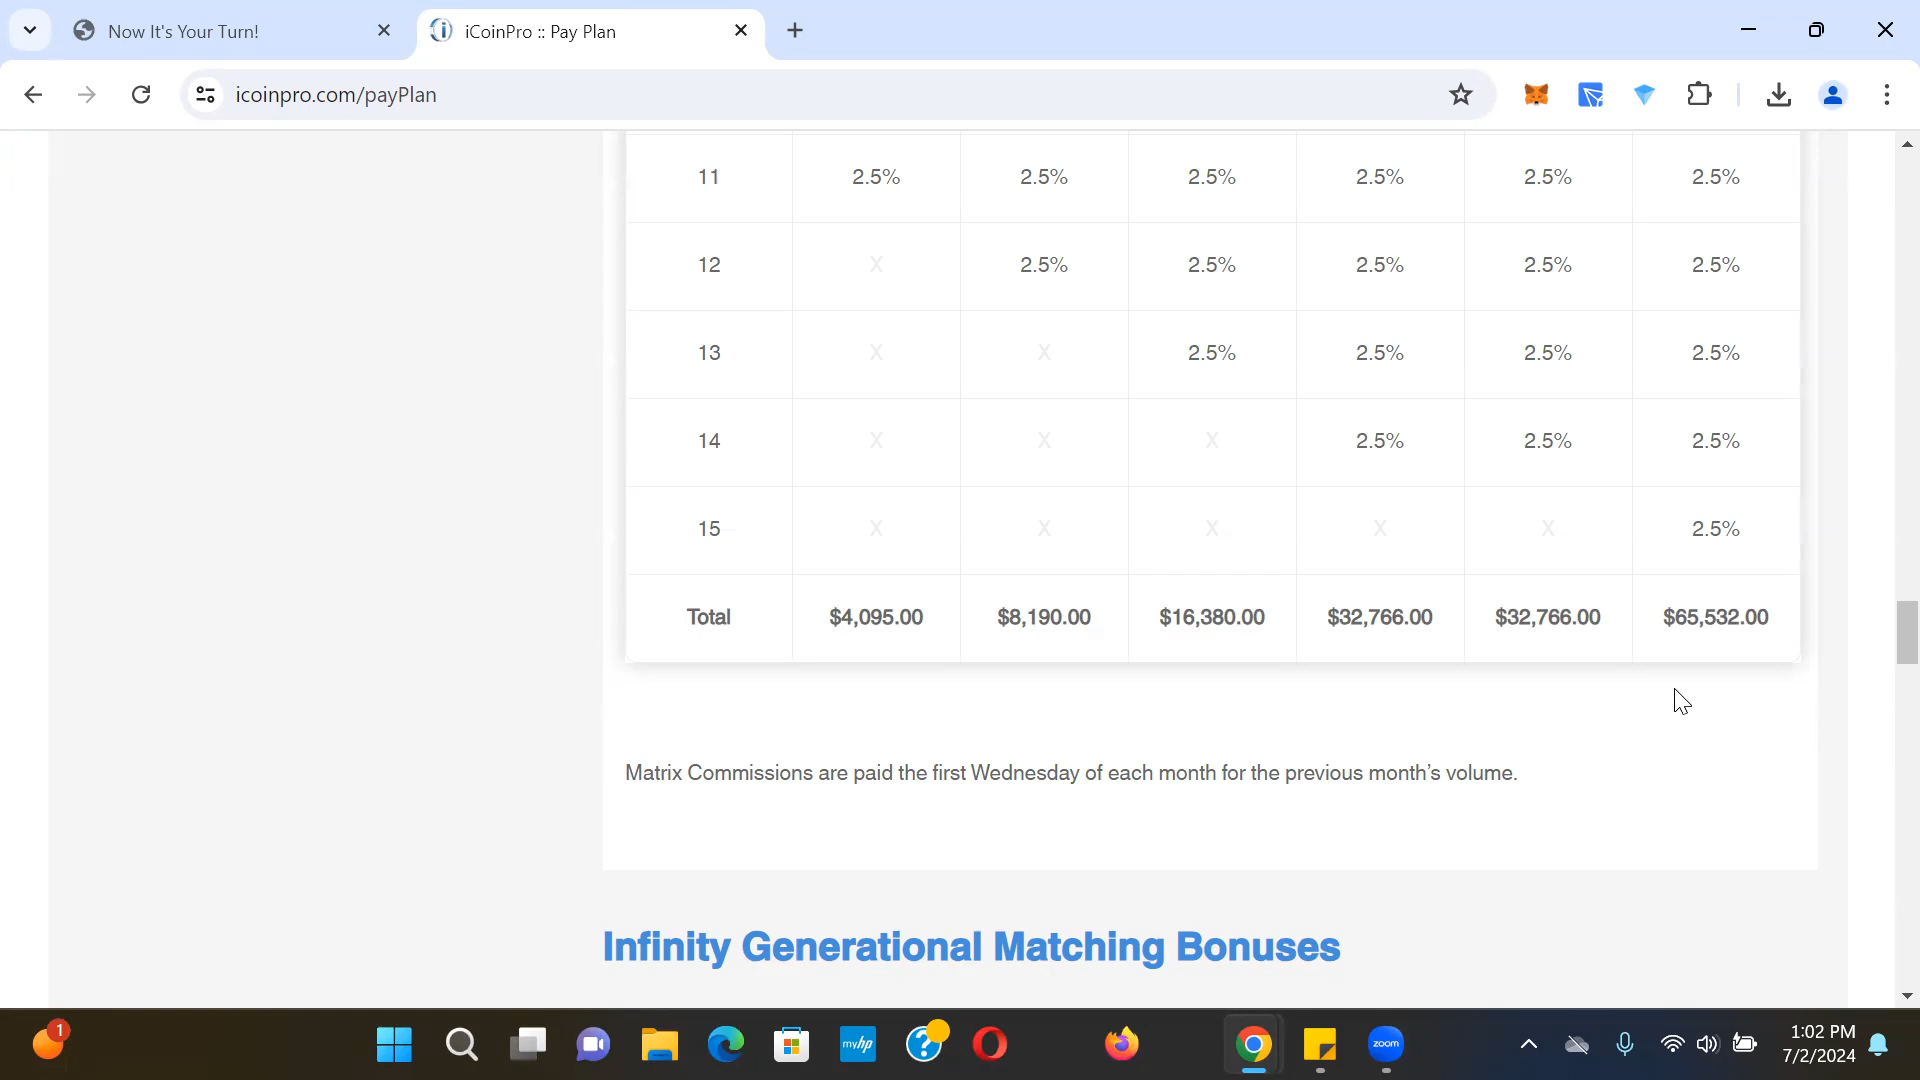 Now It's Your Turn!
iCoinPro :: Pay Plan
icoinpro.com/payPlan
11 2.5% 2.5% 2.5% 2.5% 2.5% 2.5%
12 X 2.5% 2.5% 2.5% 2.5% 2.5%
13 X X 2.5% 2.5% 2.5% 2.5%
14 X X X 2.5% 2.5% 2.5%
15 X X X X X 2.5%
Total $4,095.00 $8,190.00 $16,380.00 $32,766.00 $32,766.00 $65,532.00
Matrix Commissions are paid the first Wednesday of each month for the previous month’s volume.
Infinity Generational Matching Bonuses
1
myhp
?
zoom
1:02 PM
7/2/2024